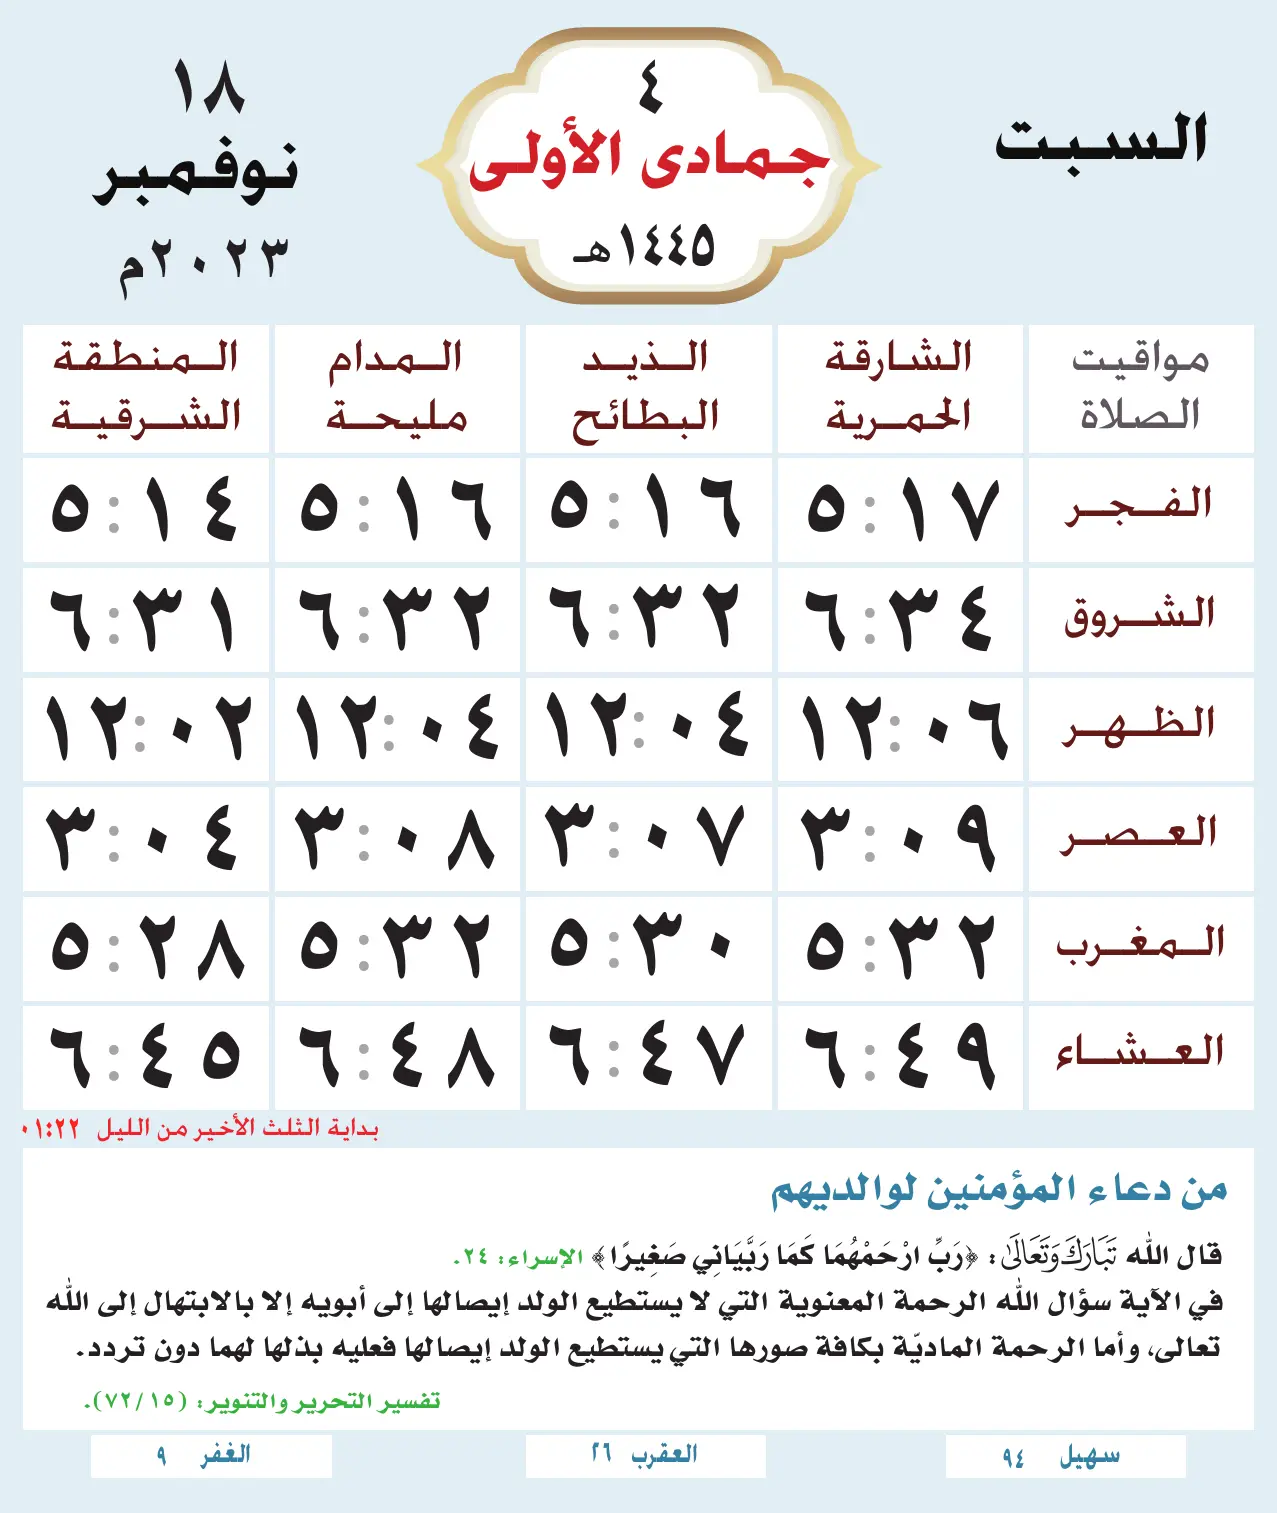 السبت
٤
جمادى الأولى
١٤٤٥هـ
١٨
نوفمبر
٢٠٢٣م
مواقيت الصلاة | الشارقة الحمرية | الذيد البطائح | المدام مليحة | المنطقة الشرقية
الفجر | ٥:١٧ | ٥:١٦ | ٥:١٦ | ٥:١٤
الشروق | ٦:٣٤ | ٦:٣٢ | ٦:٣٢ | ٦:٣١
الظهر | ١٢:٠٦ | ١٢:٠٤ | ١٢:٠٤ | ١٢:٠٢
العصر | ٣:٠٩ | ٣:٠٧ | ٣:٠٨ | ٣:٠٤
المغرب | ٥:٣٢ | ٥:٣٠ | ٥:٣٢ | ٥:٢٨
العشاء | ٦:٤٩ | ٦:٤٧ | ٦:٤٨ | ٦:٤٥
بداية الثلث الأخير من الليل ٠١:٢٢
من دعاء المؤمنين لوالديهم
قال الله تَبَارَكَ وَتَعَالَىٰ: ﴿رَبِّ ارْحَمْهُمَا كَمَا رَبَّيَانِي صَغِيرًا﴾ الإسراء: ٢٤.
في الآية سؤال الله الرحمة المعنوية التي لا يستطيع الولد إيصالها إلى أبويه إلا بالابتهال إلى الله
تعالى، وأما الرحمة الماديّة بكافة صورها التي يستطيع الولد إيصالها فعليه بذلها لهما دون تردد.
تفسير التحرير والتنوير: (٧٢/١٥).
سهيل ٩٤
العقرب ٢٦
الغفر ٩